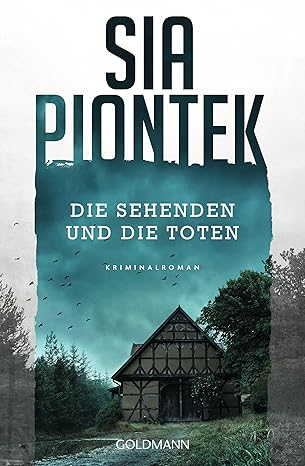 SIA
PIONTEK
DIE SEHENDEN
UND DIE TOTEN
KRIMINALROMAN
GOLDMANN